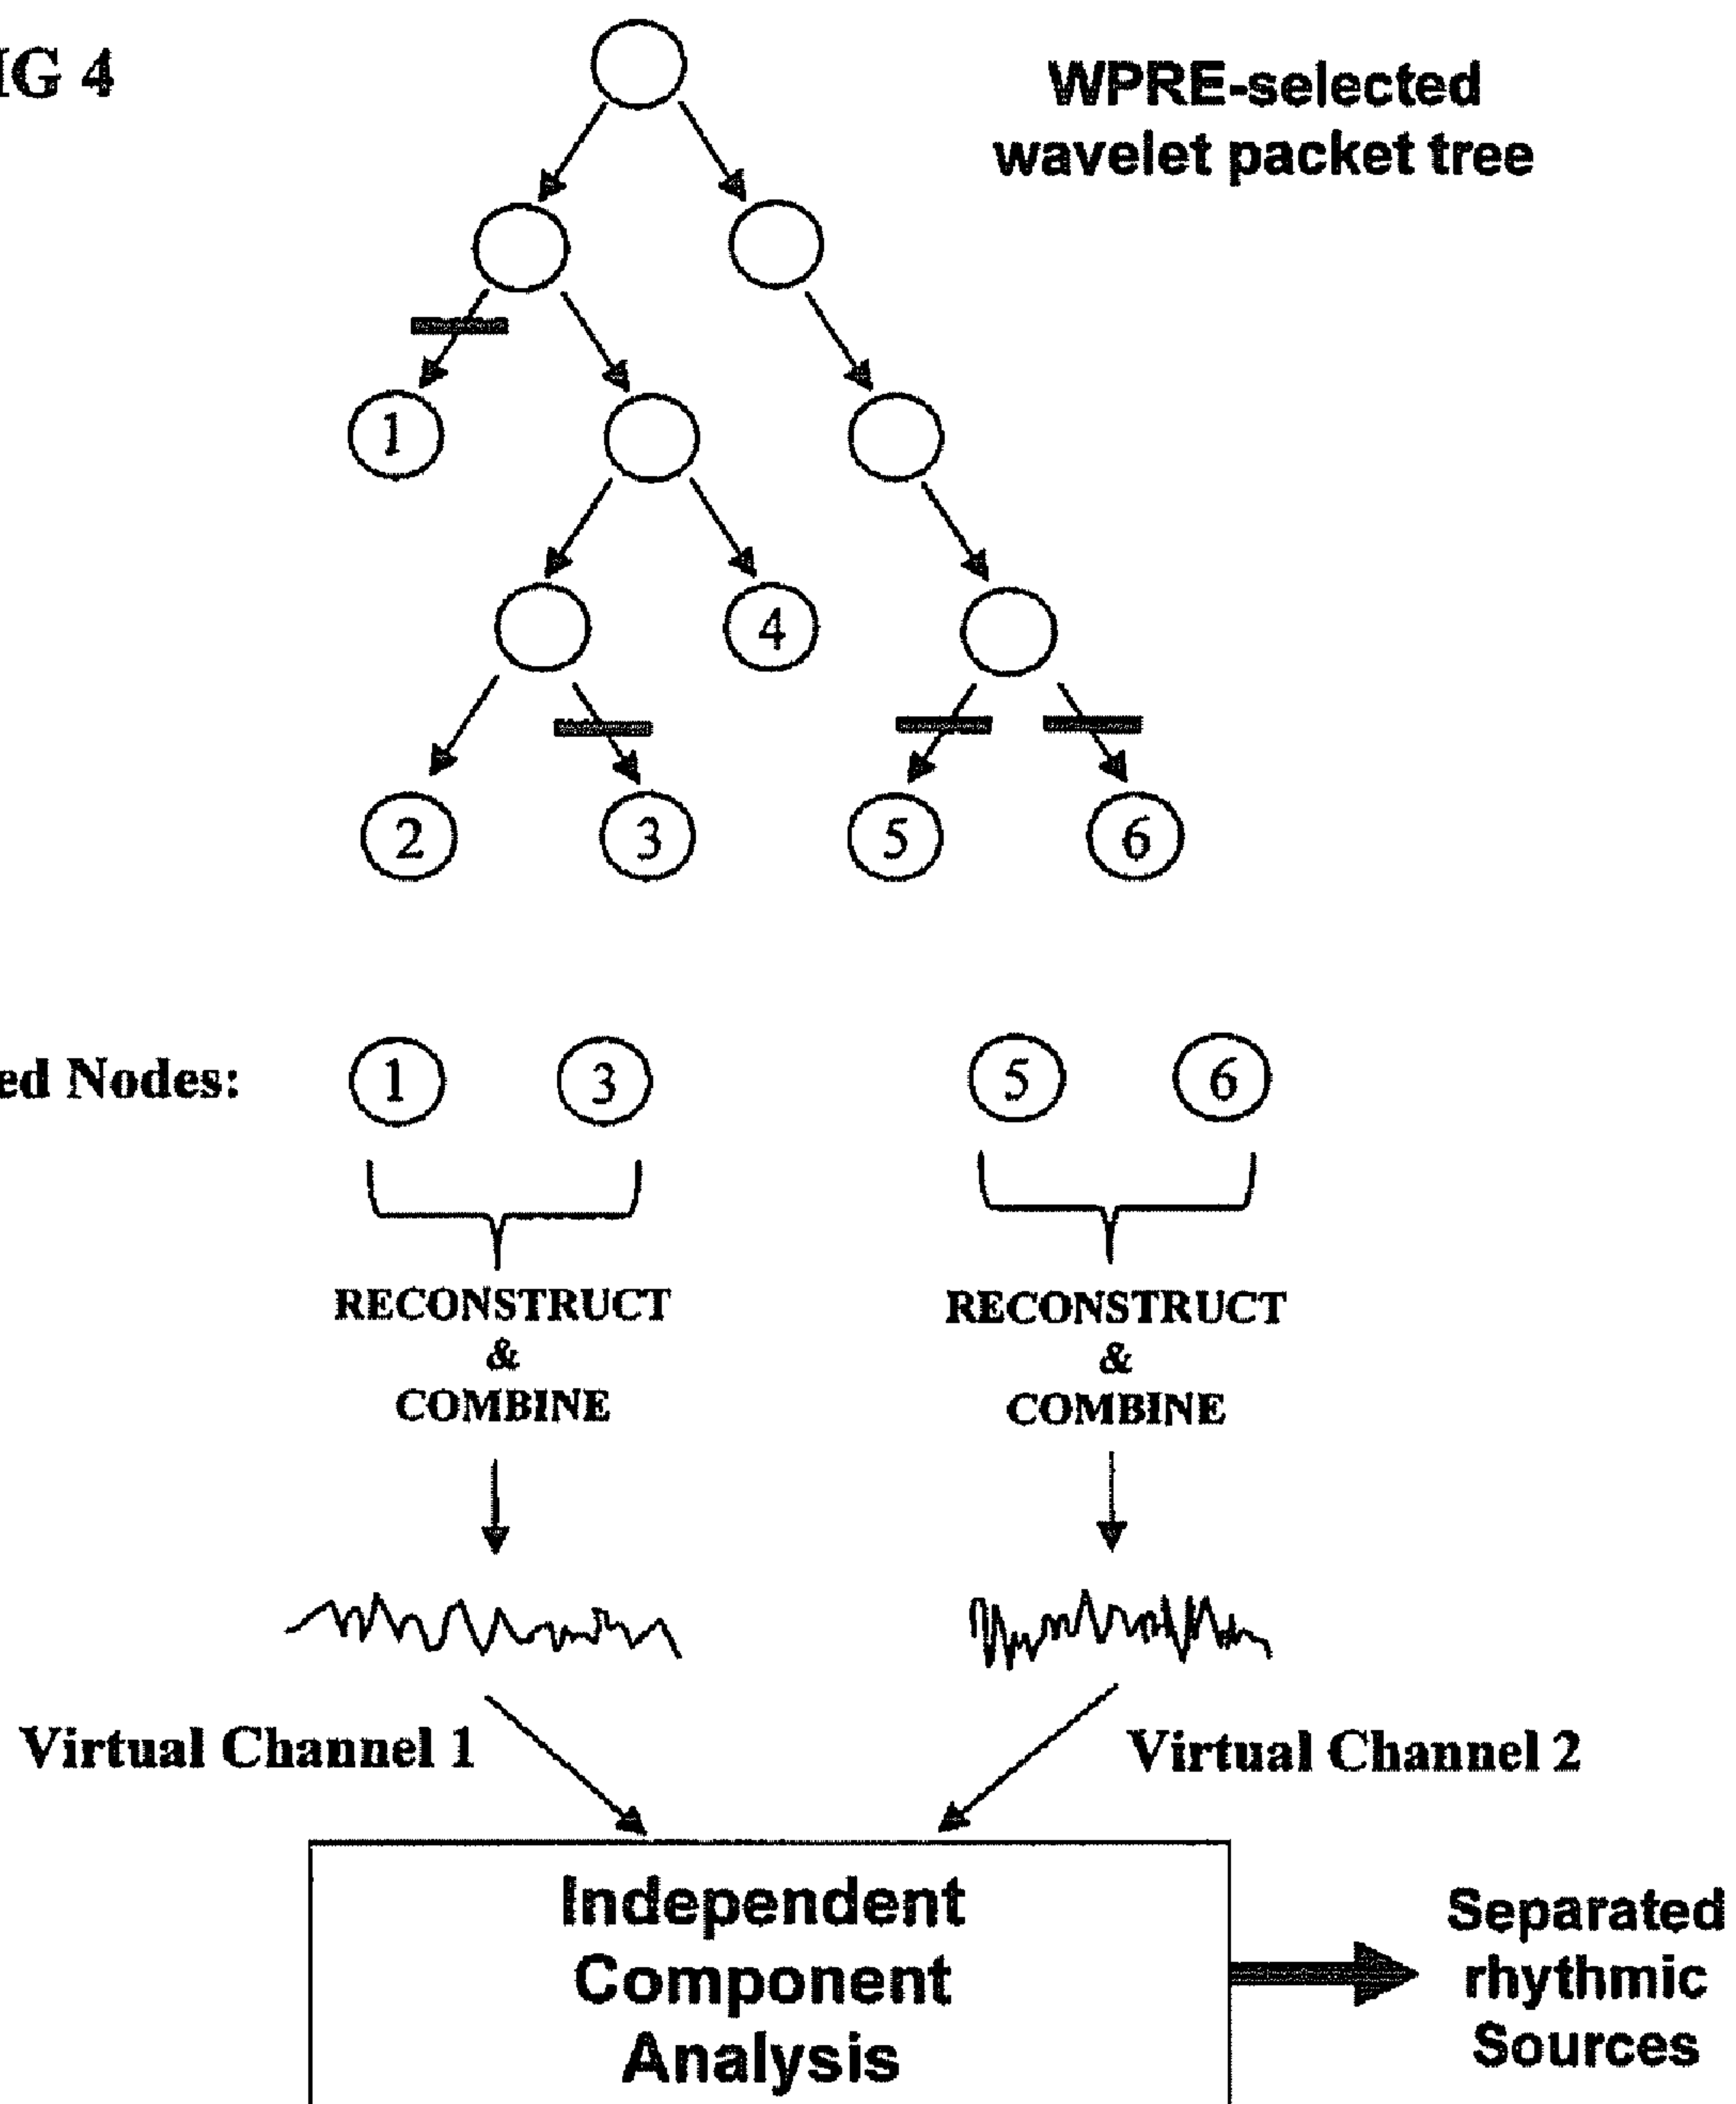 IG 4
WPRE-selected
wavelet packet tree
1
4
2
3
5
6
ed Nodes:
1
3
5
6
RECONSTRUCT
&
COMBINE
RECONSTRUCT
&
COMBINE
Virtual Channel 1
Virtual Channel 2
Independent
Component
Analysis
Separated
rhythmic
Sources